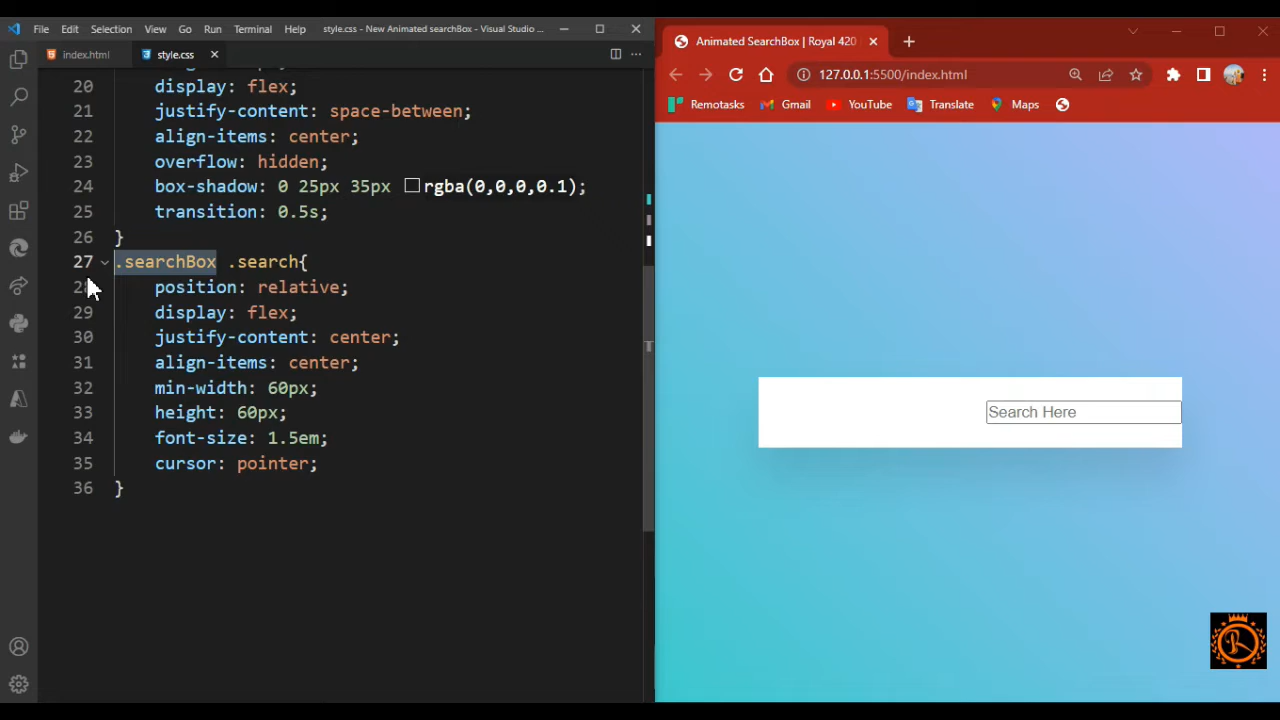 File Edit Selection View Go Run Terminal Help style.css - New Animated searchBox - Visual Studio ...
index.html style.css
20 display: flex;
21 justify-content: space-between;
22 align-items: center;
23 overflow: hidden;
24 box-shadow: 0 25px 35px rgba(0,0,0,0.1);
25 transition: 0.5s;
26 }
27 .searchBox .search{
position: relative;
29 display: flex;
30 justify-content: center;
31 align-items: center;
32 min-width: 60px;
33 height: 60px;
34 font-size: 1.5em;
35 cursor: pointer;
36 }
Animated SearchBox | Royal 420
127.0.0.1:5500/index.html
Remotasks Gmail YouTube Translate Maps
Search Here